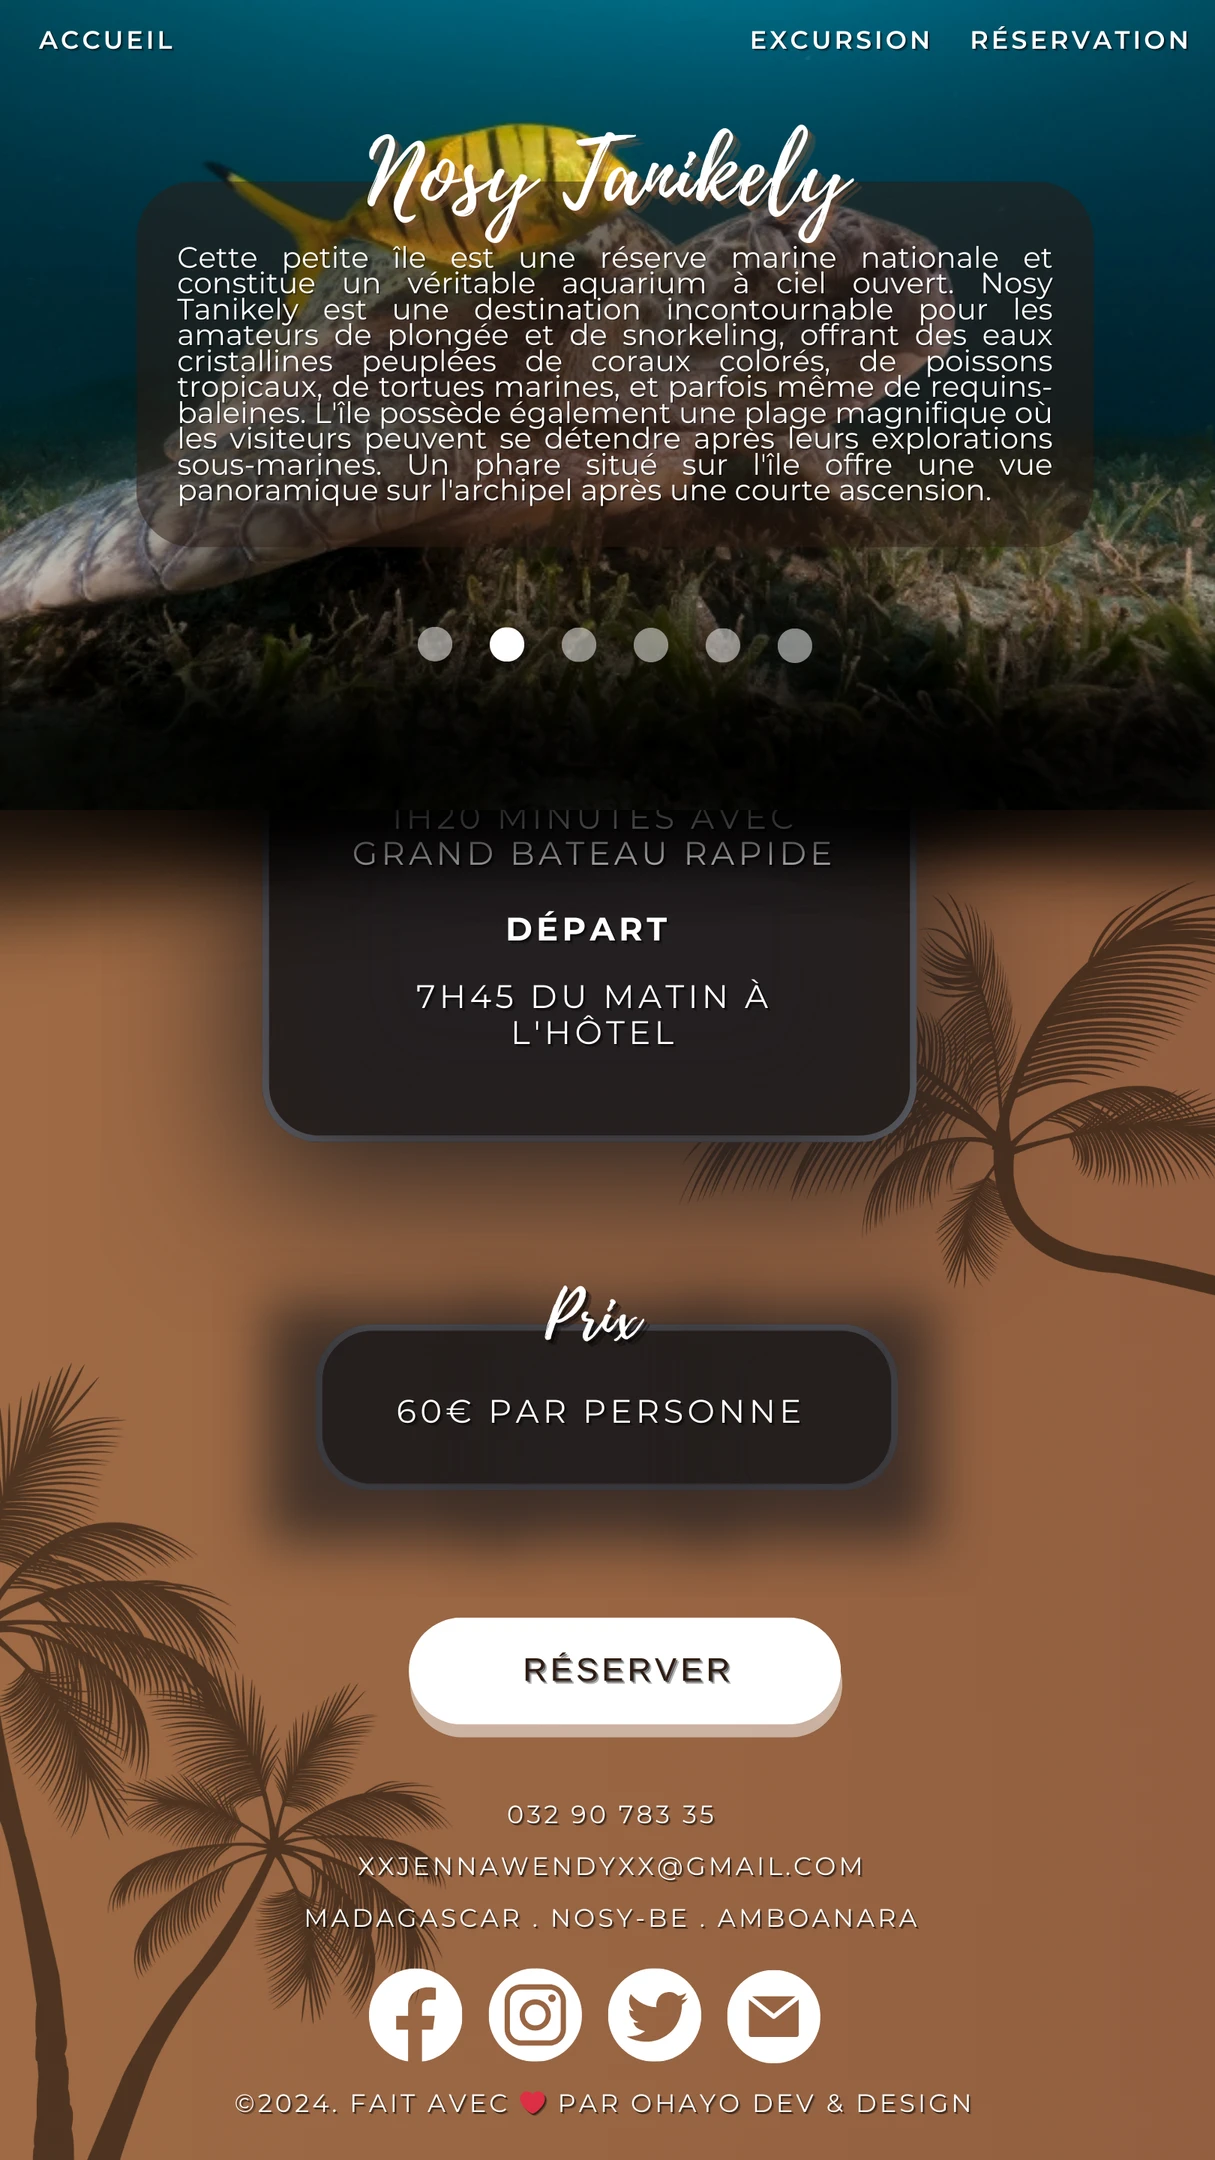 ACCUEIL
EXCURSION
RÉSERVATION
Nosy Tanikely
Cette petite île est une réserve marine nationale et
constitue un véritable aquarium à ciel ouvert. Nosy
Tanikely est une destination incontournable pour les
amateurs de plongée et de snorkeling, offrant des eaux
cristallines peuplées de coraux colorés, de poissons
tropicaux, de tortues marines, et parfois même de requins-
baleines. L'île possède également une plage magnifique où
les visiteurs peuvent se détendre après leurs explorations
sous-marines. Un phare situé sur l'île offre une vue
panoramique sur l'archipel après une courte ascension.
1H20 MINUTES AVEC
GRAND BATEAU RAPIDE
DÉPART
7H45 DU MATIN À
L'HÔTEL
Prix
60€ PAR PERSONNE
RÉSERVER
032 90 783 35
XXJENNAWENDYXX@GMAIL.COM
MADAGASCAR . NOSY-BE . AMBOANARA
©2024. FAIT AVEC ❤ PAR OHAYO DEV & DESIGN